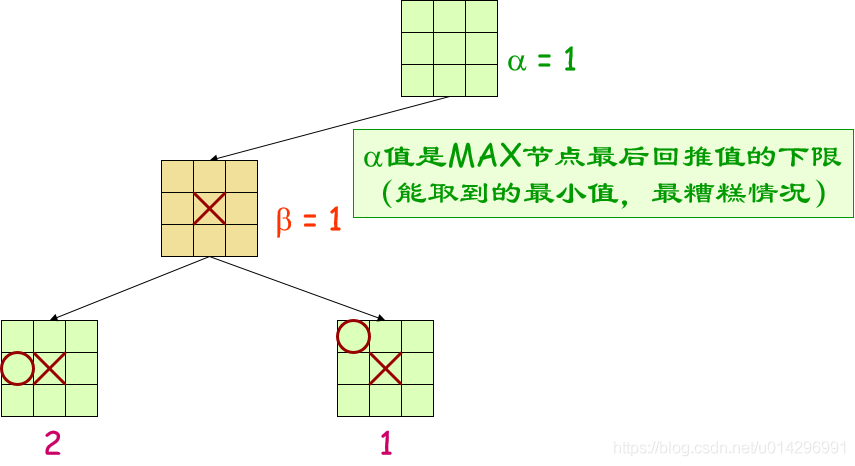 α = 1
α值是MAX节点最后回推值的下限
（能取到的最小值，最糟糕情况）
β = 1
2
1
https://blog.csdn.net/u014296991